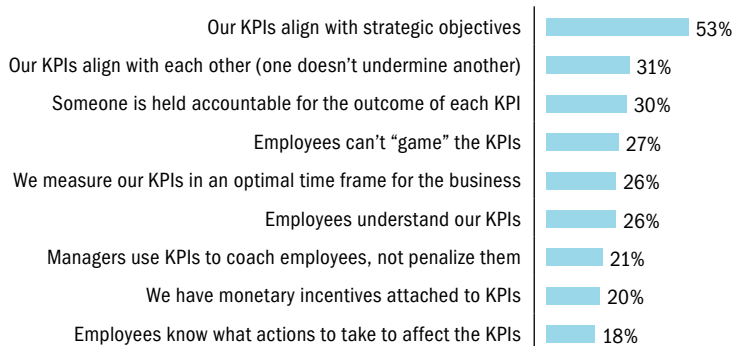 Our KPIs align with strategic objectives 53%
Our KPIs align with each other (one doesn't undermine another) 31%
Someone is held accountable for the outcome of each KPI 30%
Employees can't “game” the KPIs 27%
We measure our KPIs in an optimal time frame for the business 26%
Employees understand our KPIs 26%
Managers use KPIs to coach employees, not penalize them 21%
We have monetary incentives attached to KPIs 20%
Employees know what actions to take to affect the KPIs 18%